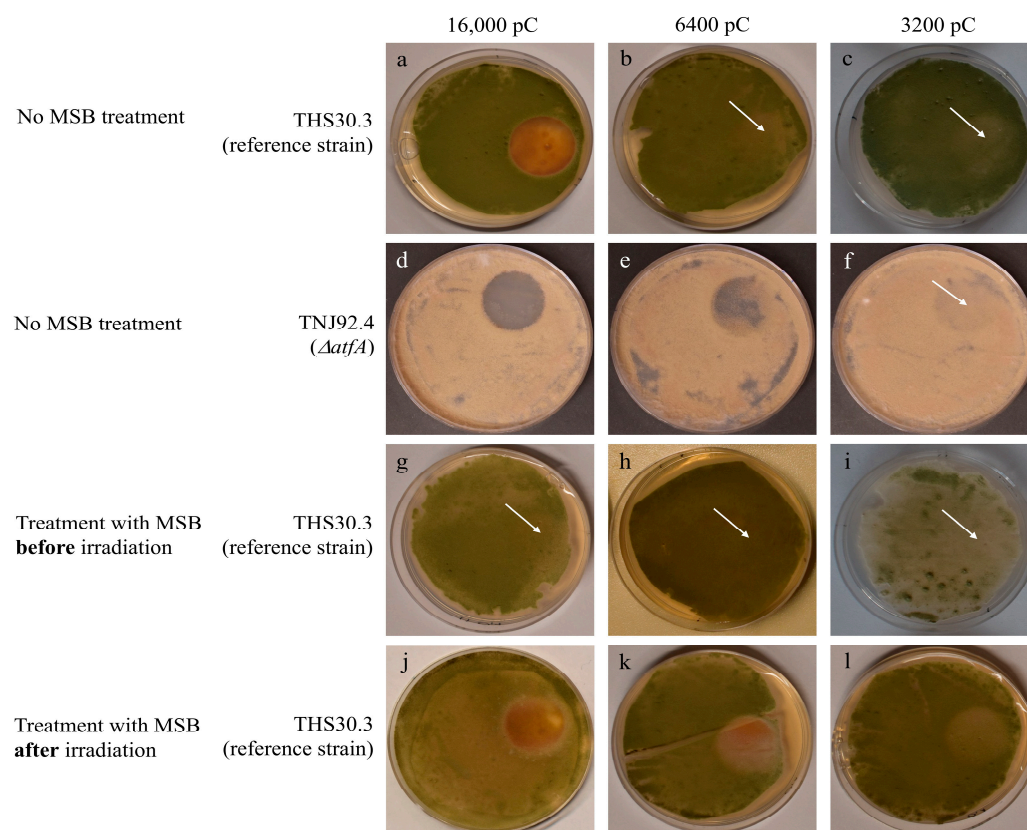 16,000 pC 6400 pC 3200 pC
a b c
No MSB treatment THS30.3
(reference strain)
d e f
No MSB treatment TNJ92.4
(ΔatfA)
g h i
Treatment with MSB THS30.3
before irradiation (reference strain)
j k l
Treatment with MSB THS30.3
after irradiation (reference strain)